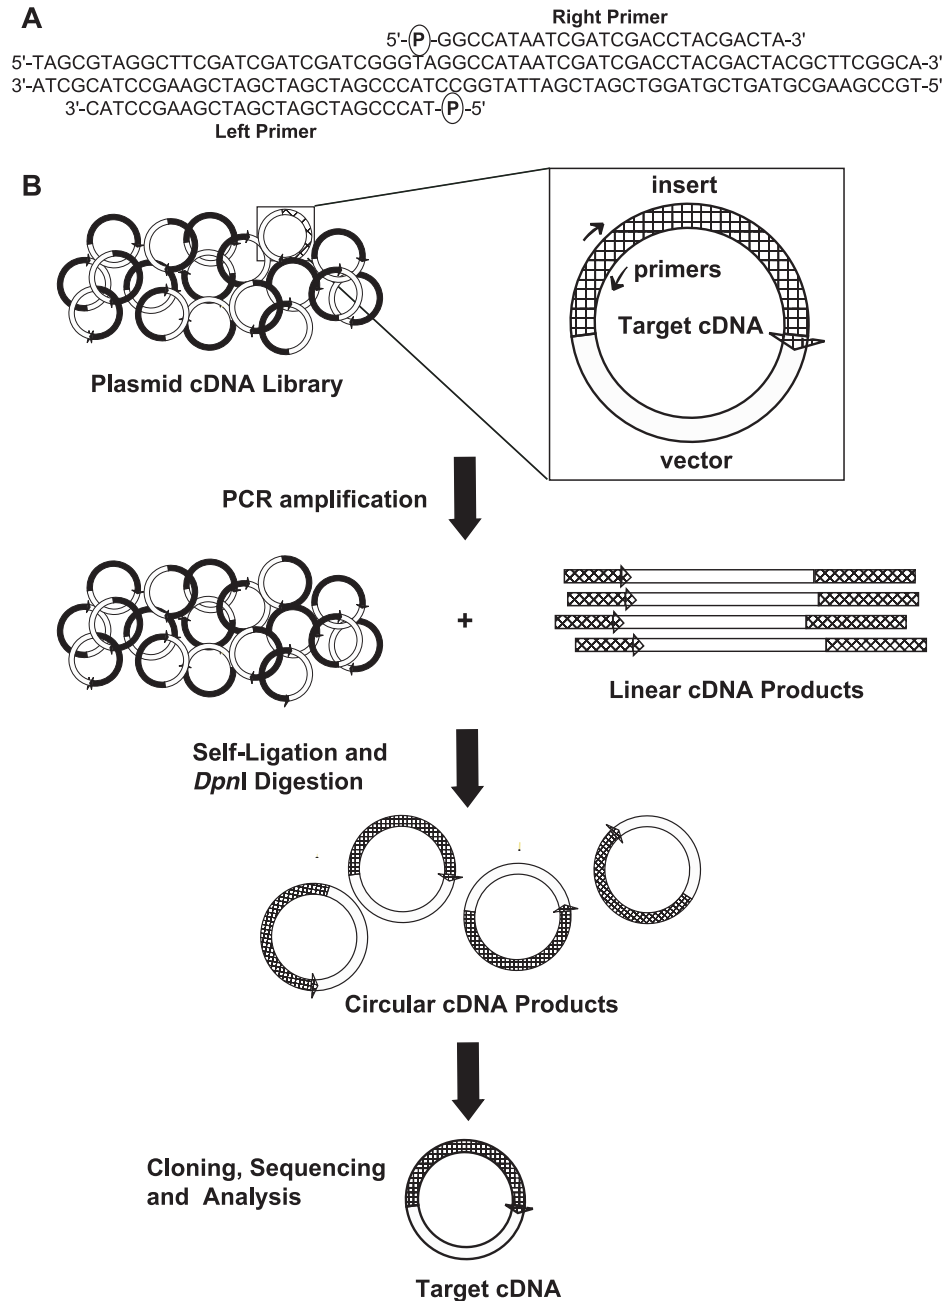 A
Right Primer
5'-P-GGCCATAATCGATCGACCTACGACTA-3'
5'-TAGCGTAGGCTTCGATCGATCGATCGGGTAGGCCATAATCGATCGACCTACGACTACGCTTCGGCA-3'
3'-ATCGCATCCGAAGCTAGCTAGCTAGCCCATCCGGTATTAGCTAGCTGGATGCTGATGCGAAGCCGT-5'
3'-CATCCGAAGCTAGCTAGCTAGCCCAT-P-5'
Left Primer
B
insert
primers
Target cDNA
vector
Plasmid cDNA Library
PCR amplification
+
Linear cDNA Products
Self-Ligation and
DpnI Digestion
Circular cDNA Products
Cloning, Sequencing
and Analysis
Target cDNA